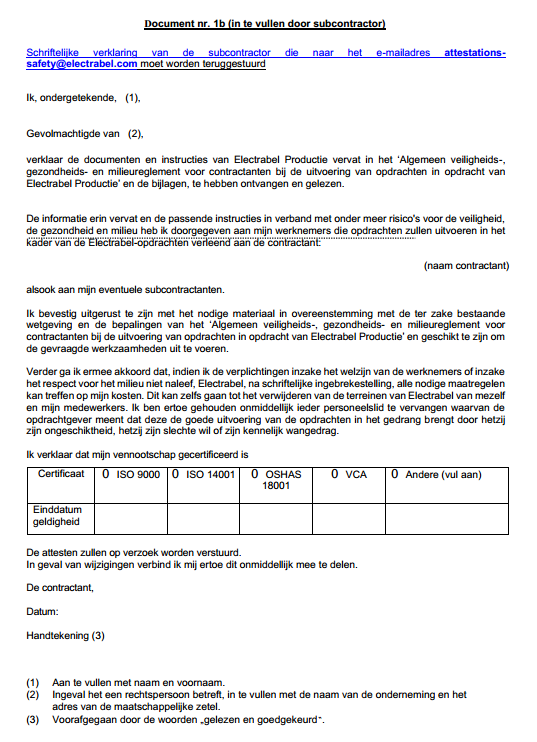 Document nr. 1b (in te vullen door subcontractor)
Schriftelijke verklaring van de subcontractor die naar het e-mailadres attestations-
safety@electrabel.com moet worden teruggestuurd
Ik, ondergetekende, (1),
Gevolmachtigde van (2),
verklaar de documenten en instructies van Electrabel Productie vervat in het ‘Algemeen veiligheids-,
gezondheids- en milieureglement voor contractanten bij de uitvoering van opdrachten in opdracht van
Electrabel Productie’ en de bijlagen, te hebben ontvangen en gelezen.
De informatie erin vervat en de passende instructies in verband met onder meer risico's voor de veiligheid,
de gezondheid en milieu heb ik doorgegeven aan mijn werknemers die opdrachten zullen uitvoeren in het
kader van de Electrabel-opdrachten verleend aan de contractant:
(naam contractant)
alsook aan mijn eventuele subcontractanten.
Ik bevestig uitgerust te zijn met het nodige materiaal in overeenstemming met de ter zake bestaande
wetgeving en de bepalingen van het ‘Algemeen veiligheids-, gezondheids- en milieureglement voor
contractanten bij de uitvoering van opdrachten in opdracht van Electrabel Productie’ en geschikt te zijn om
de gevraagde werkzaamheden uit te voeren.
Verder ga ik ermee akkoord dat, indien ik de verplichtingen inzake het welzijn van de werknemers of inzake
het respect voor het milieu niet naleef, Electrabel, na schriftelijke ingebrekestelling, alle nodige maatregelen
kan treffen op mijn kosten. Dit kan zelfs gaan tot het verwijderen van de terreinen van Electrabel van mezelf
en mijn medewerkers. Ik ben ertoe gehouden onmiddellijk ieder personeelslid te vervangen waarvan de
opdrachtgever meent dat deze de goede uitvoering van de opdrachten in het gedrang brengt door hetzij
zijn ongeschiktheid, hetzij zijn slechte wil of zijn kennelijk wangedrag.
Ik verklaar dat mijn vennootschap gecertificeerd is
Certificaat 0 ISO 9000 0 ISO 14001 0 OSHAS 0 VCA 0 Andere (vul aan)
18001
Einddatum
geldigheid
De attesten zullen op verzoek worden verstuurd.
In geval van wijzigingen verbind ik mij ertoe dit onmiddellijk mee te delen.
De contractant,
Datum:
Handtekening (3)
(1) Aan te vullen met naam en voornaam.
(2) Ingeval het een rechtspersoon betreft, in te vullen met de naam van de onderneming en het
adres van de maatschappelijke zetel.
(3) Voorafgegaan door de woorden „gelezen en goedgekeurd”.